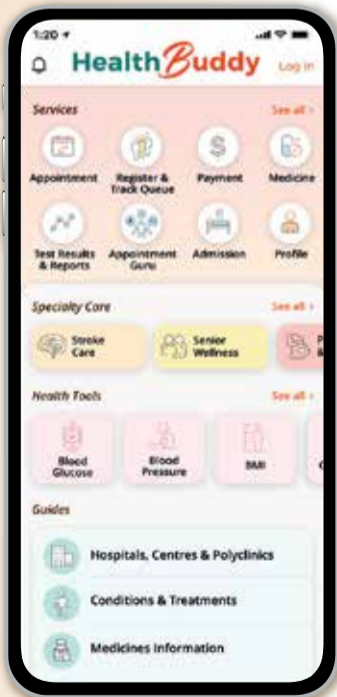 1:20
HealthBuddy
Log in
Services
See all >
Appointment
Register &
Track Queue
Payment
Medicine
Test Results
& Reports
Appointment
Guru
Admission
Profile
Specialty Care
See all >
Stroke
Care
Senior
Wellness
P
&
Health Tools
See all >
Blood
Glucose
Blood
Pressure
BMI
Guides
Hospitals, Centres & Polyclinics
Conditions & Treatments
Medicines Information